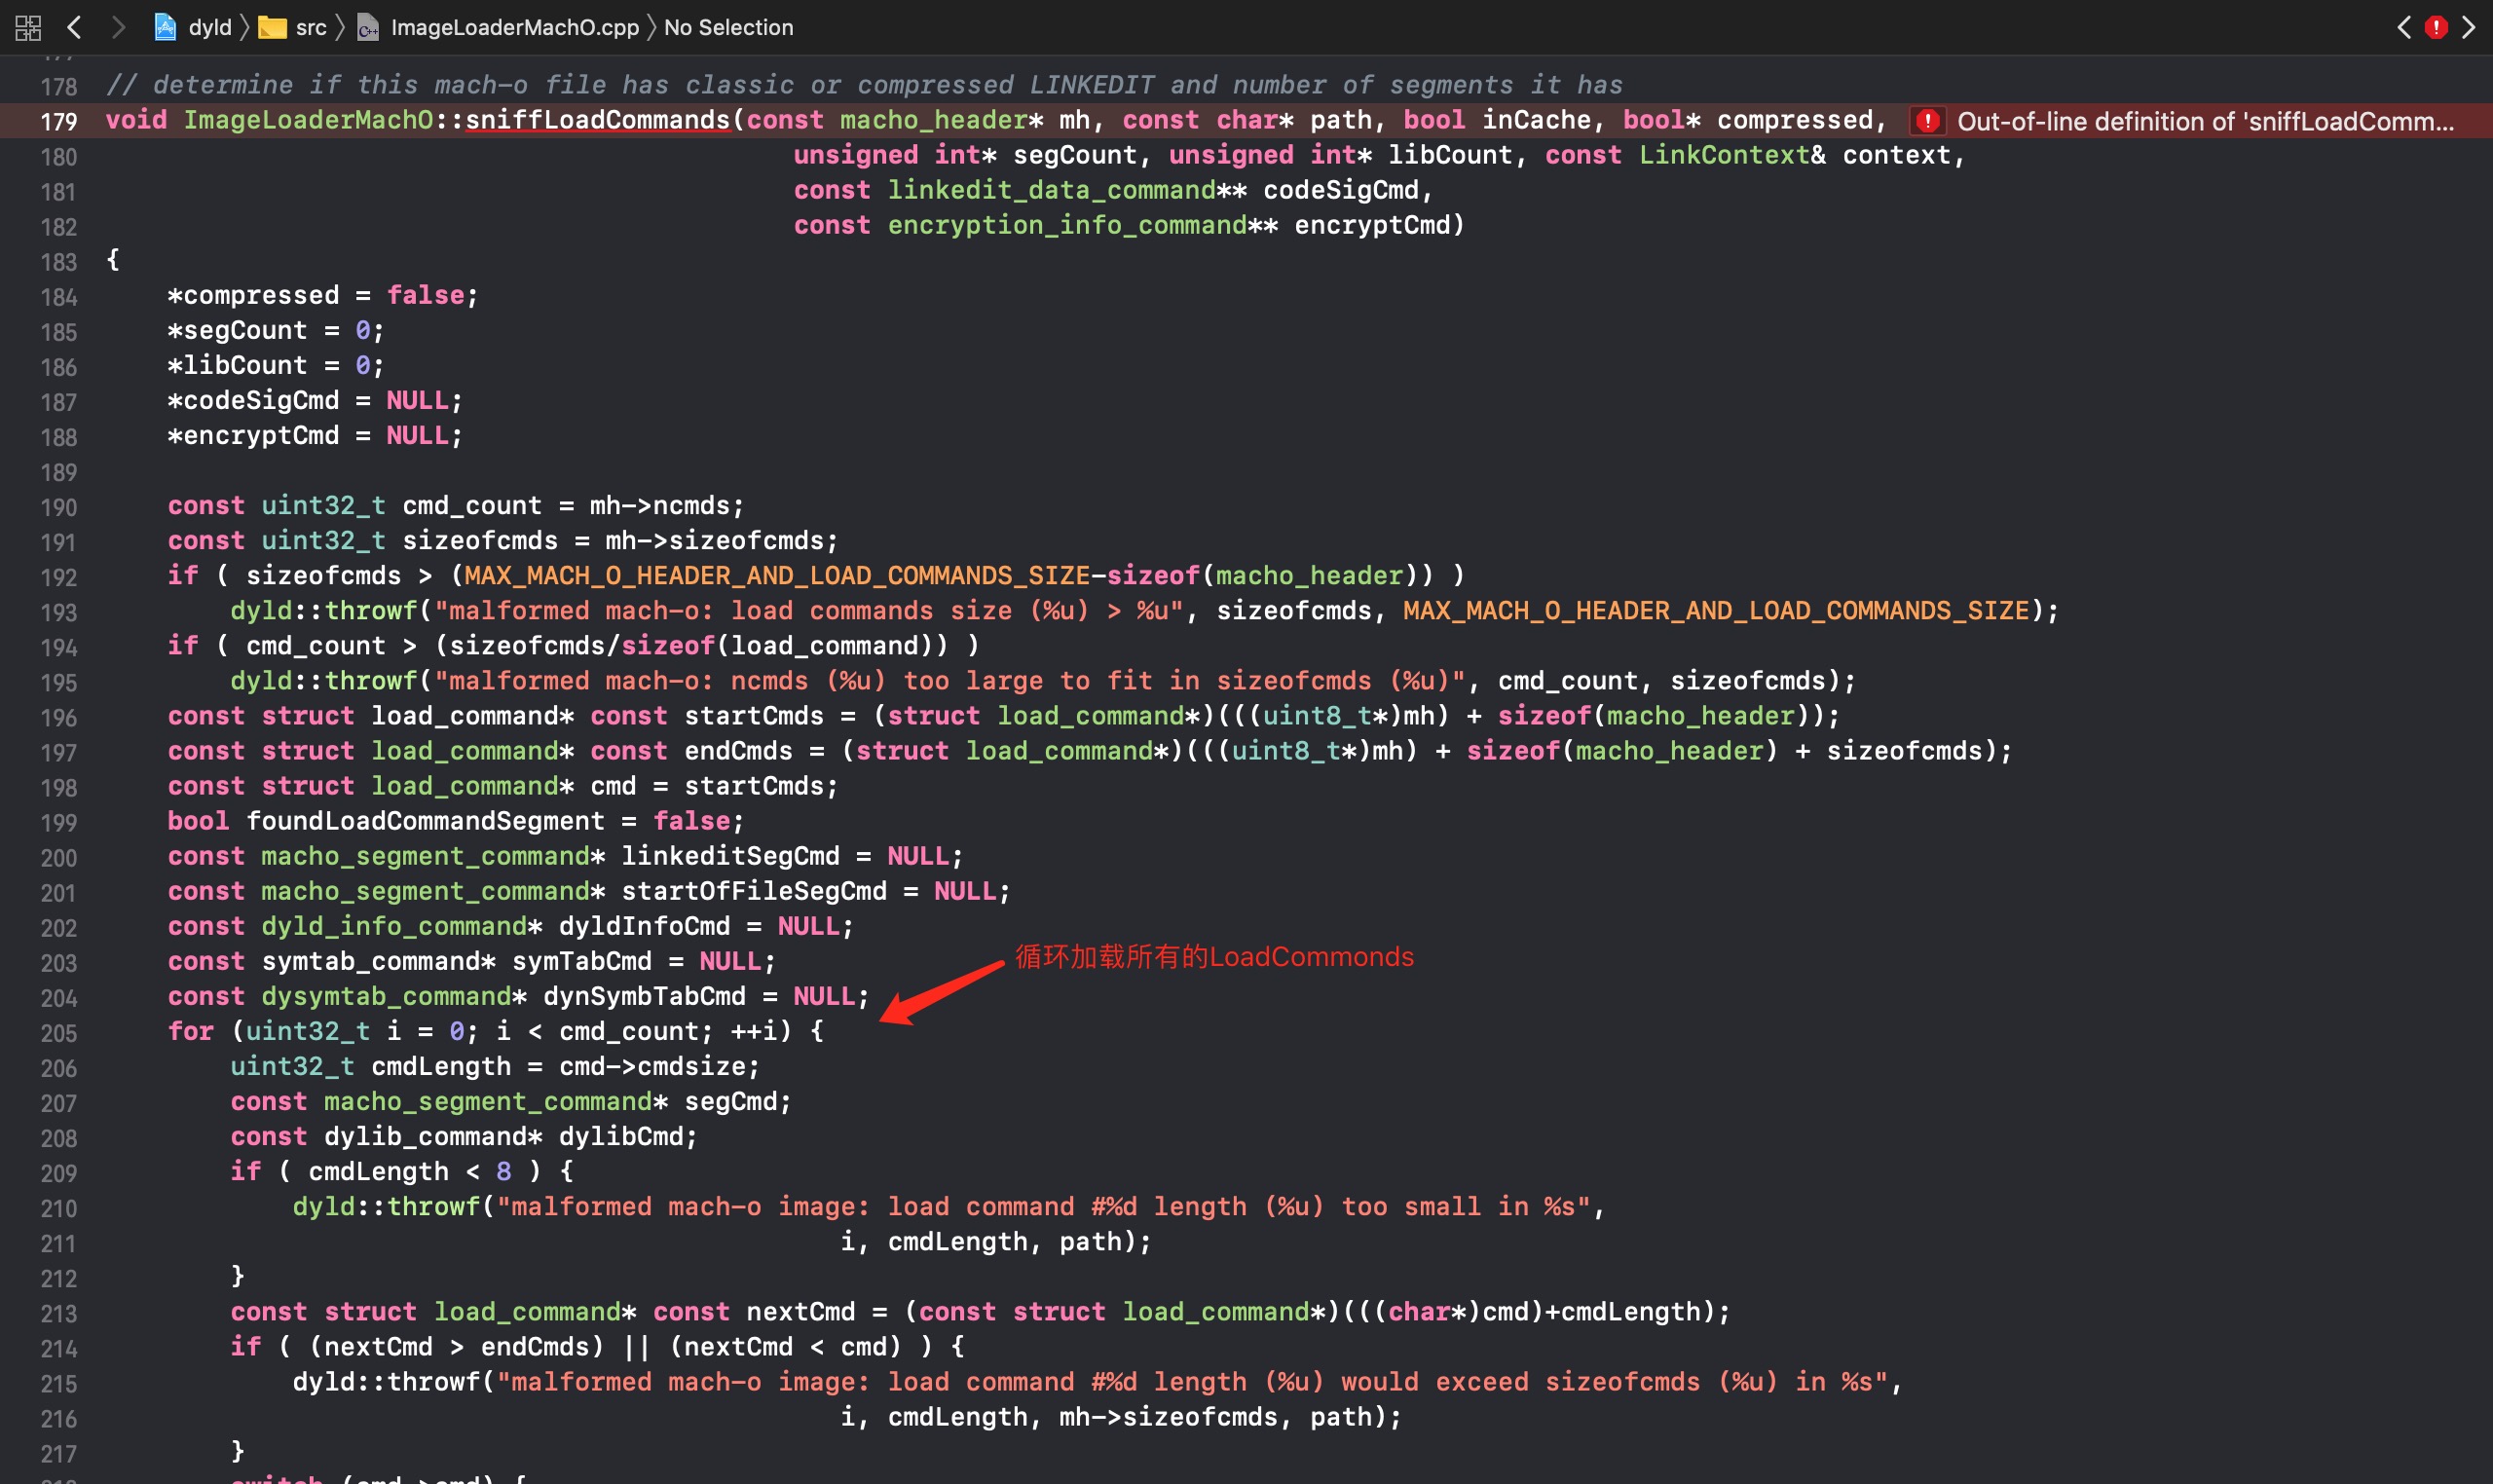 dyld 〉 src 〉 ImageLoaderMachO.cpp 〉 No Selection
178 // determine if this mach-o file has classic or compressed LINKEDIT and number of segments it has
179 void ImageLoaderMachO::sniffLoadCommands(const macho_header* mh, const char* path, bool inCache, bool* compressed, Out-of-line definition of 'sniffLoadComm...
180 unsigned int* segCount, unsigned int* libCount, const LinkContext& context,
181 const linkedit_data_command** codeSigCmd,
182 const encryption_info_command** encryptCmd)
183 {
184 *compressed = false;
185 *segCount = 0;
186 *libCount = 0;
187 *codeSigCmd = NULL;
188 *encryptCmd = NULL;
189
190 const uint32_t cmd_count = mh->ncmds;
191 const uint32_t sizeofcmds = mh->sizeofcmds;
192 if ( sizeofcmds > (MAX_MACH_O_HEADER_AND_LOAD_COMMANDS_SIZE-sizeof(macho_header)) )
193 dyld::throwf("malformed mach-o: load commands size (%u) > %u", sizeofcmds, MAX_MACH_O_HEADER_AND_LOAD_COMMANDS_SIZE);
194 if ( cmd_count > (sizeofcmds/sizeof(load_command)) )
195 dyld::throwf("malformed mach-o: ncmds (%u) too large to fit in sizeofcmds (%u)", cmd_count, sizeofcmds);
196 const struct load_command* const startCmds = (struct load_command*)(((uint8_t*)mh) + sizeof(macho_header));
197 const struct load_command* const endCmds = (struct load_command*)(((uint8_t*)mh) + sizeof(macho_header) + sizeofcmds);
198 const struct load_command* cmd = startCmds;
199 bool foundLoadCommandSegment = false;
200 const macho_segment_command* linkeditSegCmd = NULL;
201 const macho_segment_command* startOfFileSegCmd = NULL;
202 const dyld_info_command* dyldInfoCmd = NULL;
循环加载所有的LoadCommonds
203 const symtab_command* symTabCmd = NULL;
204 const dysymtab_command* dynSymbTabCmd = NULL;
205 for (uint32_t i = 0; i < cmd_count; ++i) {
206 uint32_t cmdLength = cmd->cmdsize;
207 const macho_segment_command* segCmd;
208 const dylib_command* dylibCmd;
209 if ( cmdLength < 8 ) {
210 dyld::throwf("malformed mach-o image: load command #%d length (%u) too small in %s",
211 i, cmdLength, path);
212 }
213 const struct load_command* const nextCmd = (const struct load_command*)(((char*)cmd)+cmdLength);
214 if ( (nextCmd > endCmds) || (nextCmd < cmd) ) {
215 dyld::throwf("malformed mach-o image: load command #%d length (%u) would exceed sizeofcmds (%u) in %s",
216 i, cmdLength, mh->sizeofcmds, path);
217 }